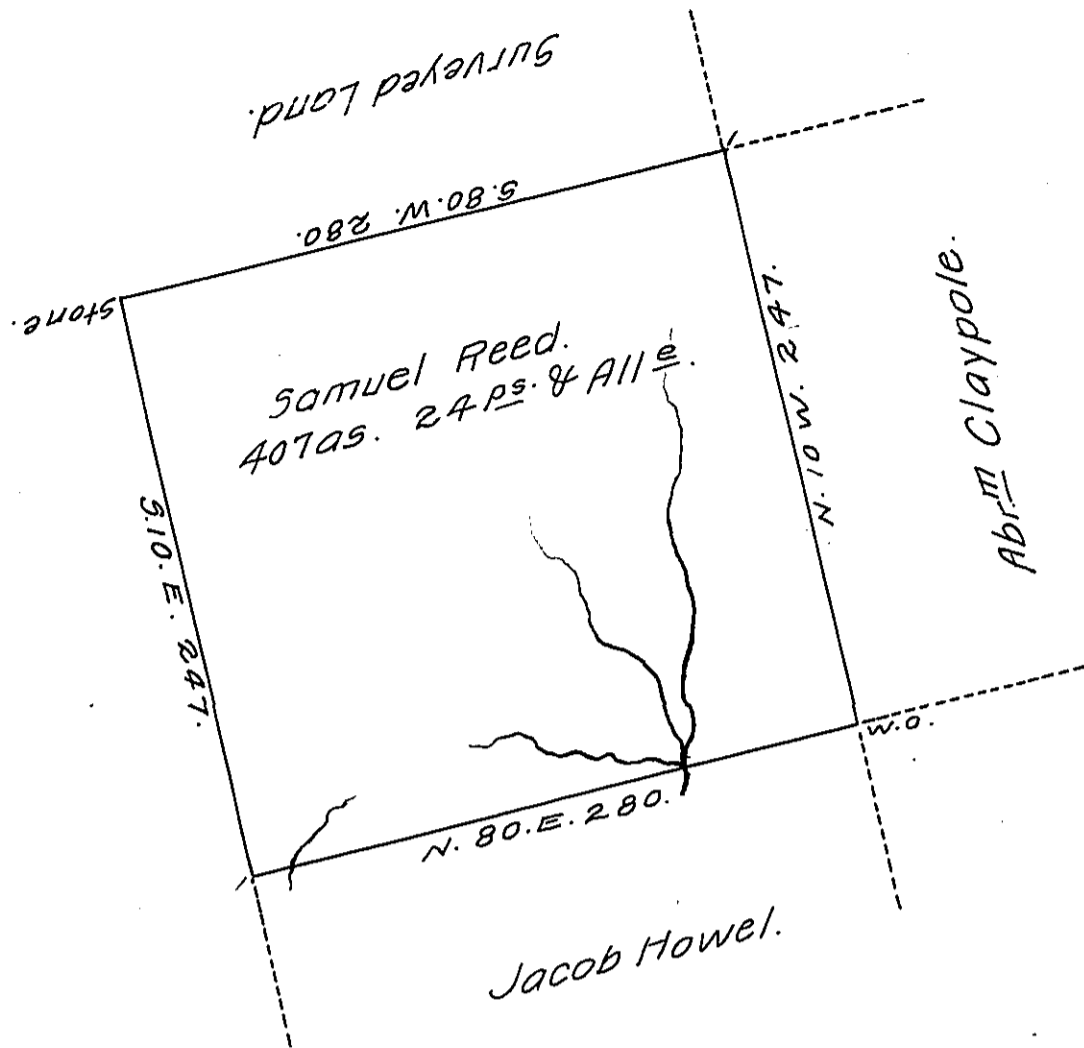 Surveyed Land.
S. 80. W. 280.
Stone.
Samuel Reed.
407as. 24ps. & Alle.
N. 10 W. 247.
Abrm Claypole.
S. 10. E. 247.
W.O.
N. 80. E. 280.
Jacob Howel.